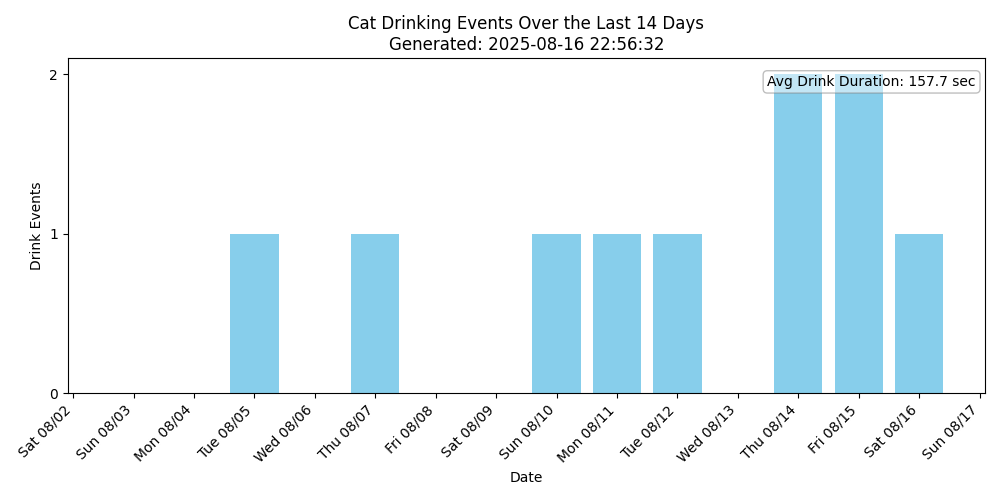 Cat Drinking Events Over the Last 14 Days
Generated: 2025-08-16 22:56:32
Avg Drink Duration: 157.7 sec
Drink Events
2
1
0
Sat 08/02
Sun 08/03
Mon 08/04
Tue 08/05
Wed 08/06
Thu 08/07
Fri 08/08
Sat 08/09
Sun 08/10
Mon 08/11
Tue 08/12
Wed 08/13
Thu 08/14
Fri 08/15
Sat 08/16
Sun 08/17
Date